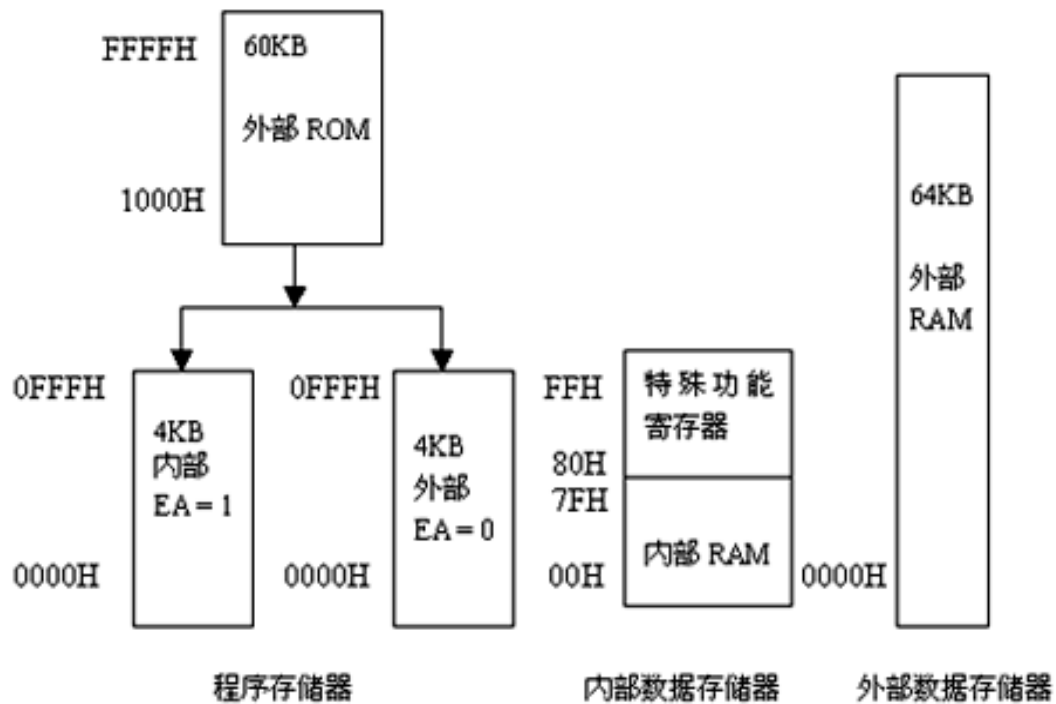 FFFFH
60KB
外部 ROM
1000H
0FFFH
4KB
内部
EA = 1
0000H
0FFFH
4KB
外部
EA = 0
0000H
程序存储器
FFH
特殊功能
寄存器
80H
7FH
内部 RAM
00H
内部数据存储器
64KB
外部
RAM
0000H
外部数据存储器